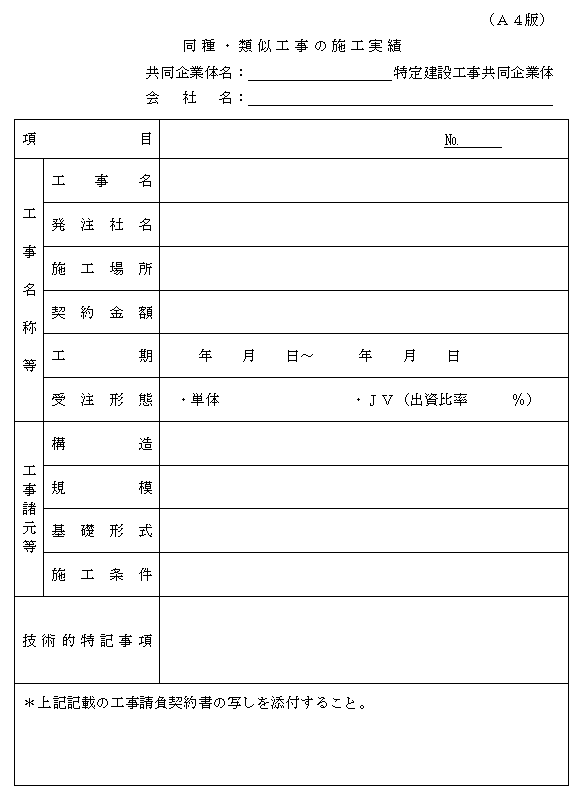 （Ａ４版）
同種・類似工事の施工実績
共同企業体名：＿＿＿＿＿＿＿＿＿＿特定建設工事共同企業体
会社名：＿＿＿＿＿＿＿＿＿＿＿＿＿＿＿＿＿＿＿＿＿
項目 №
工事名称等
工事名
発注社名
施工場所
契約金額
工期 年 月 日～ 年 月 日
受注形態 ・単体 ・ＪＶ（出資比率 ％）
工事諸元等
構造
規模
基礎形式
施工条件
技術的特記事項
＊上記記載の工事請負契約書の写しを添付すること。